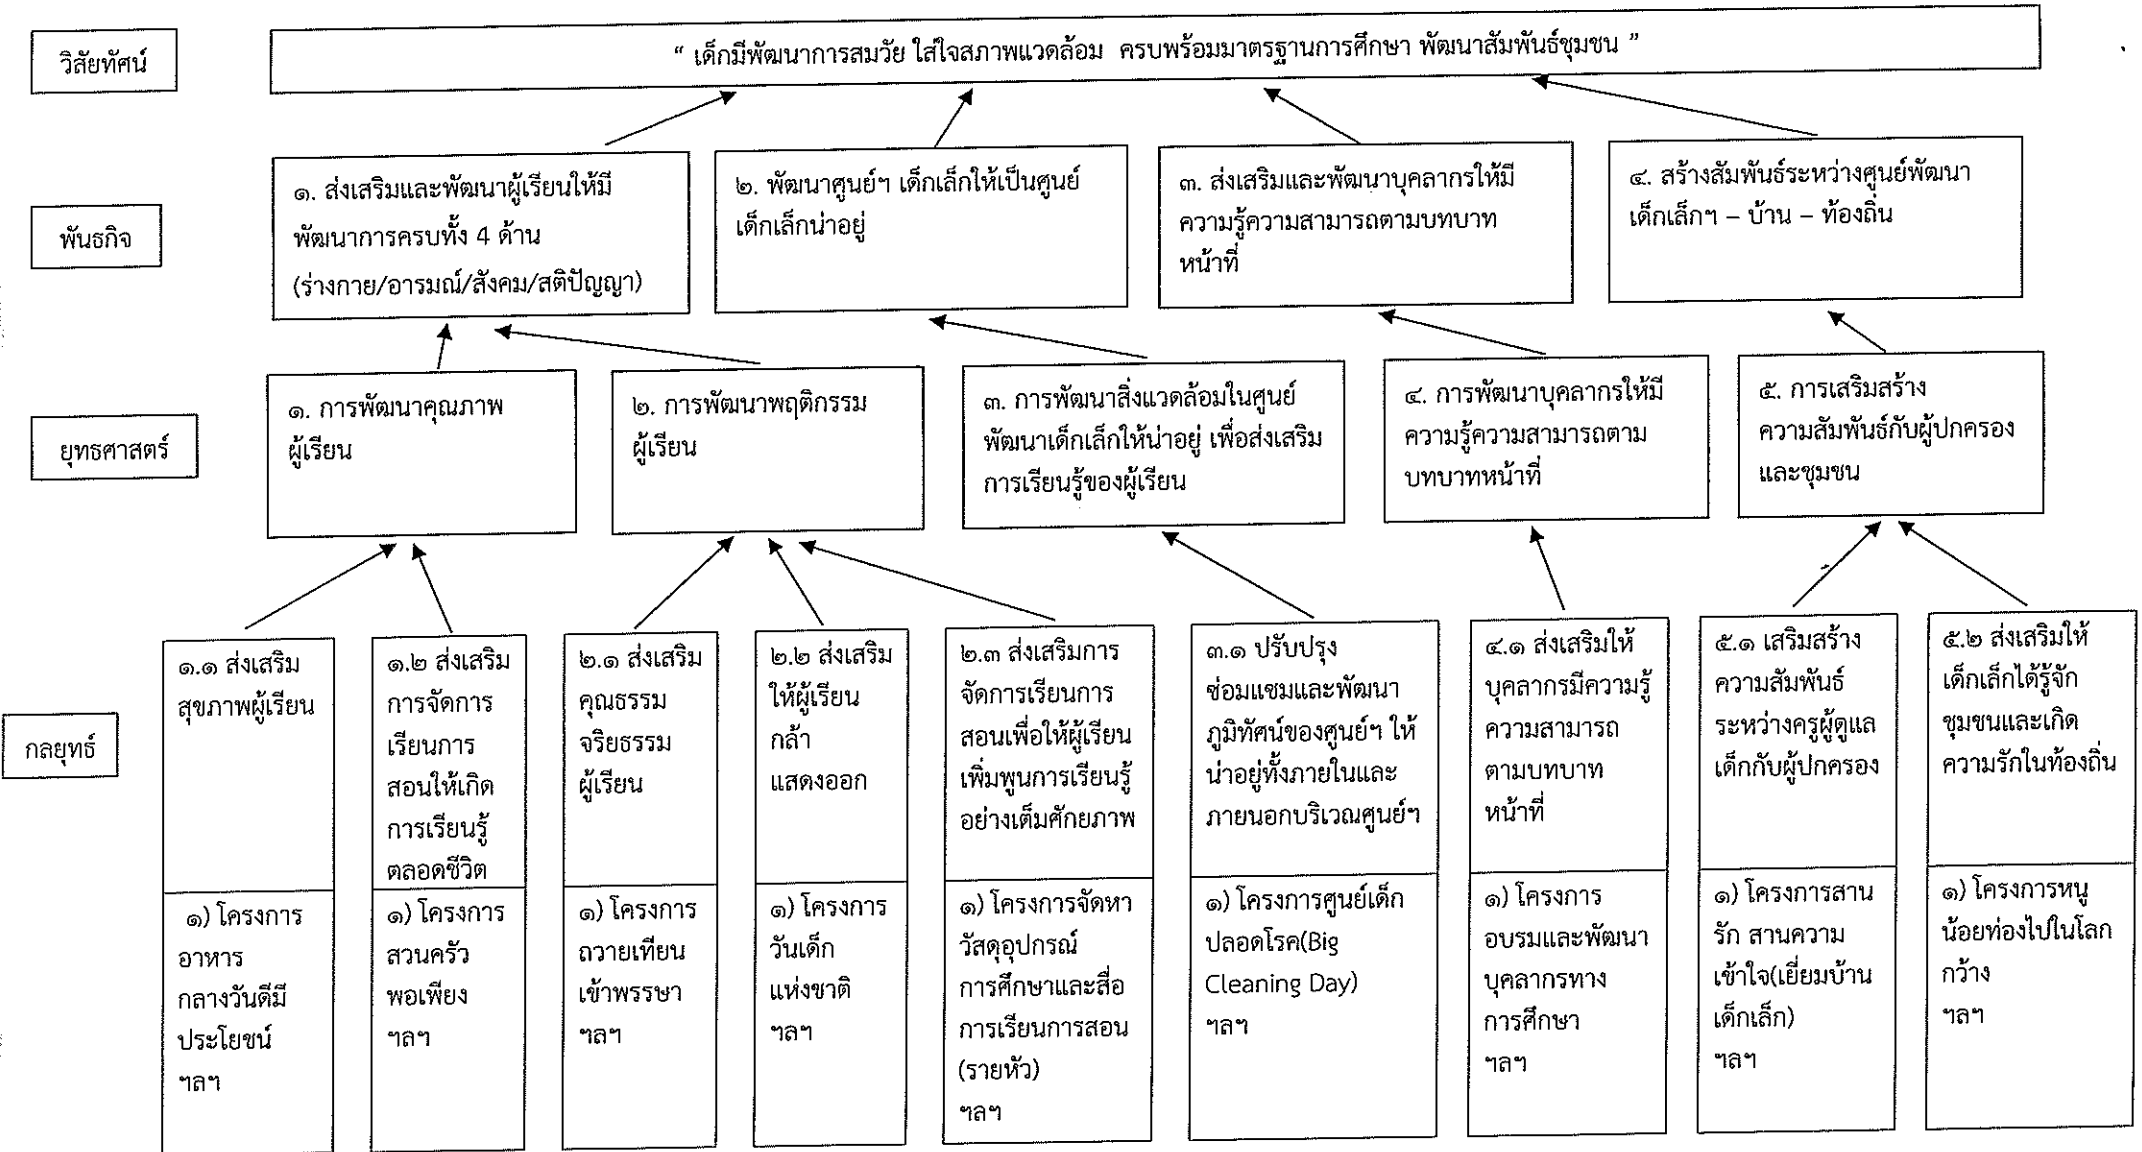 วิสัยทัศน์
“ เด็กมีพัฒนาการสมวัย ใส่ใจสภาพแวดล้อม ครบพร้อมมาตรฐานการศึกษา พัฒนาสัมพันธ์ชุมชน ”
พันธกิจ
๑. ส่งเสริมและพัฒนาผู้เรียนให้มี
พัฒนาการครบทั้ง 4 ด้าน
(ร่างกาย/อารมณ์/สังคม/สติปัญญา)
๒. พัฒนาศูนย์ฯ เด็กเล็กให้เป็นศูนย์
เด็กเล็กน่าอยู่
๓. ส่งเสริมและพัฒนาบุคลากรให้มี
ความรู้ความสามารถตามบทบาท
หน้าที่
๔. สร้างสัมพันธ์ระหว่างศูนย์พัฒนา
เด็กเล็กฯ – บ้าน – ท้องถิ่น
ยุทธศาสตร์
๑. การพัฒนาคุณภาพ
ผู้เรียน
๒. การพัฒนาพฤติกรรม
ผู้เรียน
๓. การพัฒนาสิ่งแวดล้อมในศูนย์
พัฒนาเด็กเล็กให้น่าอยู่ เพื่อส่งเสริม
การเรียนรู้ของผู้เรียน
๔. การพัฒนาบุคลากรให้มี
ความรู้ความสามารถตาม
บทบาทหน้าที่
๕. การเสริมสร้าง
ความสัมพันธ์กับผู้ปกครอง
และชุมชน
กลยุทธ์
๑.๑ ส่งเสริม
สุขภาพผู้เรียน
๑) โครงการ
อาหาร
กลางวันดีมี
ประโยชน์
ฯลฯ
๑.๒ ส่งเสริม
การจัดการ
เรียนการ
สอนให้เกิด
การเรียนรู้
ตลอดชีวิต
๑) โครงการ
สวนครัว
พอเพียง
ฯลฯ
๒.๑ ส่งเสริม
คุณธรรม
จริยธรรม
ผู้เรียน
๑) โครงการ
ถวายเทียน
เข้าพรรษา
ฯลฯ
๒.๒ ส่งเสริม
ให้ผู้เรียน
กล้า
แสดงออก
๑) โครงการ
วันเด็ก
แห่งชาติ
ฯลฯ
๒.๓ ส่งเสริมการ
จัดการเรียนการ
สอนเพื่อให้ผู้เรียน
เพิ่มพูนการเรียนรู้
อย่างเต็มศักยภาพ
๑) โครงการจัดหา
วัสดุอุปกรณ์
การศึกษาและสื่อ
การเรียนการสอน
(รายหัว)
ฯลฯ
๓.๑ ปรับปรุง
ซ่อมแซมและพัฒนา
ภูมิทัศน์ของศูนย์ฯ ให้
น่าอยู่ทั้งภายในและ
ภายนอกบริเวณศูนย์ฯ
๑) โครงการศูนย์เด็ก
ปลอดโรค(Big
Cleaning Day)
ฯลฯ
๔.๑ ส่งเสริมให้
บุคลากรมีความรู้
ความสามารถ
ตามบทบาท
หน้าที่
๑) โครงการ
อบรมและพัฒนา
บุคลากรทาง
การศึกษา
ฯลฯ
๕.๑ เสริมสร้าง
ความสัมพันธ์
ระหว่างครูผู้ดูแล
เด็กกับผู้ปกครอง
๑) โครงการสาน
รัก สานความ
เข้าใจ(เยี่ยมบ้าน
เด็กเล็ก)
ฯลฯ
๕.๒ ส่งเสริมให้
เด็กเล็กได้รู้จัก
ชุมชนและเกิด
ความรักในท้องถิ่น
๑) โครงการหนู
น้อยท่องไปในโลก
กว้าง
ฯลฯ